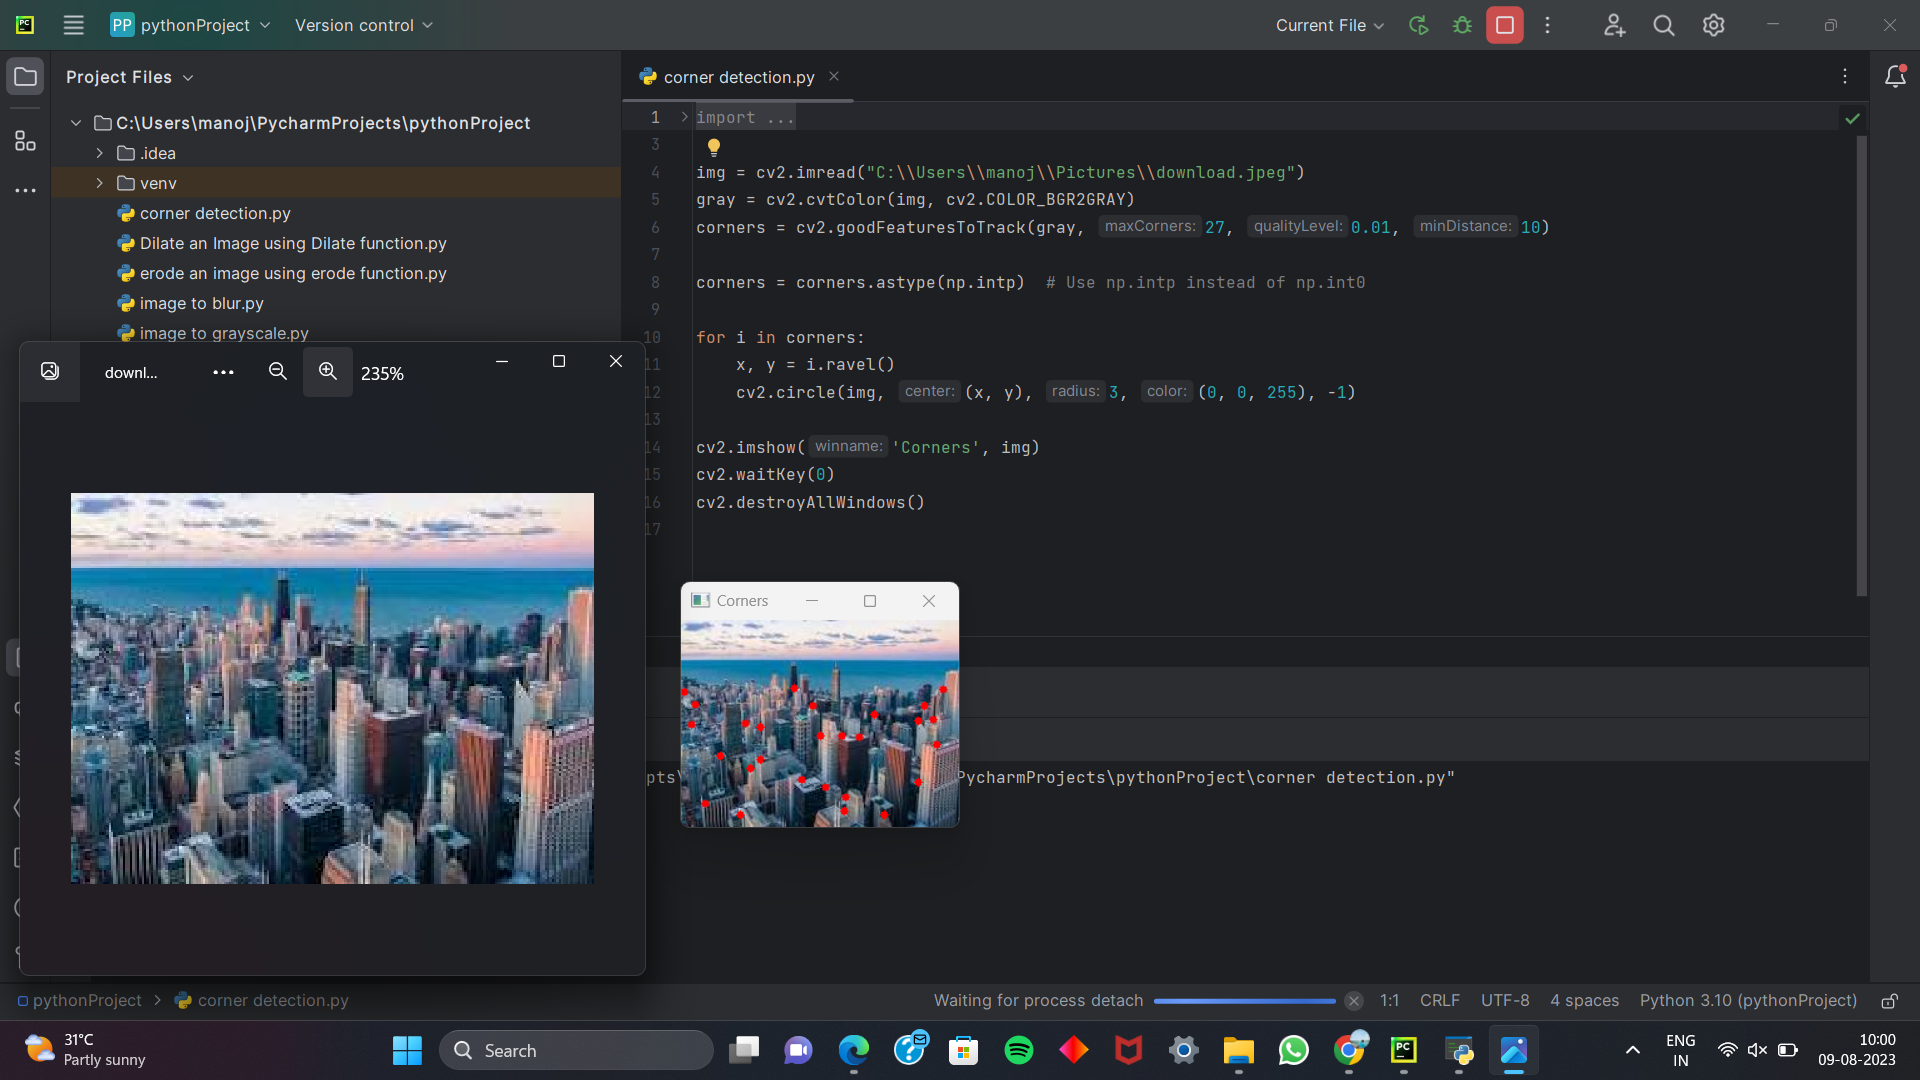 PC
PP pythonProject Version control Current File
Project Files
corner detection.py
C:\Users\manoj\PycharmProjects\pythonProject
.idea
venv
corner detection.py
Dilate an Image using Dilate function.py
erode an image using erode function.py
image to blur.py
image to grayscale.py
1 import ...
3
4 img = cv2.imread("C:\\Users\\manoj\\Pictures\\download.jpeg")
5 gray = cv2.cvtColor(img, cv2.COLOR_BGR2GRAY)
6 corners = cv2.goodFeaturesToTrack(gray, maxCorners: 27, qualityLevel: 0.01, minDistance: 10)
7
8 corners = corners.astype(np.intp)  # Use np.intp instead of np.int0
9
10 for i in corners:
11     x, y = i.ravel()
12     cv2.circle(img, center: (x, y), radius: 3, color: (0, 0, 255), -1)
13
14 cv2.imshow( winname: 'Corners', img)
15 cv2.waitKey(0)
16 cv2.destroyAllWindows()
17
downl... ... 235%
Corners
pts\
PycharmProjects\pythonProject\corner detection.py"
pythonProject > corner detection.py
Waiting for process detach 1:1 CRLF UTF-8 4 spaces Python 3.10 (pythonProject)
31°C
Partly sunny
Search
PC
ENG
IN
10:00
09-08-2023